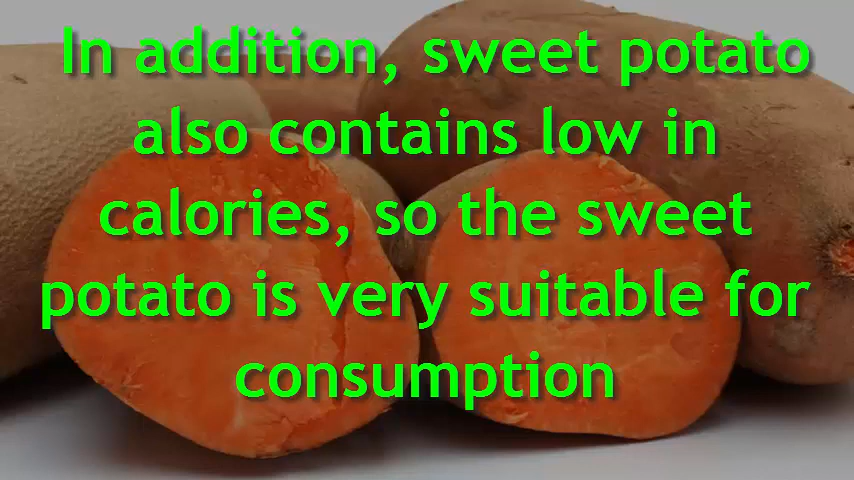 In addition, sweet potato
also contains low in
calories, so the sweet
potato is very suitable for
consumption